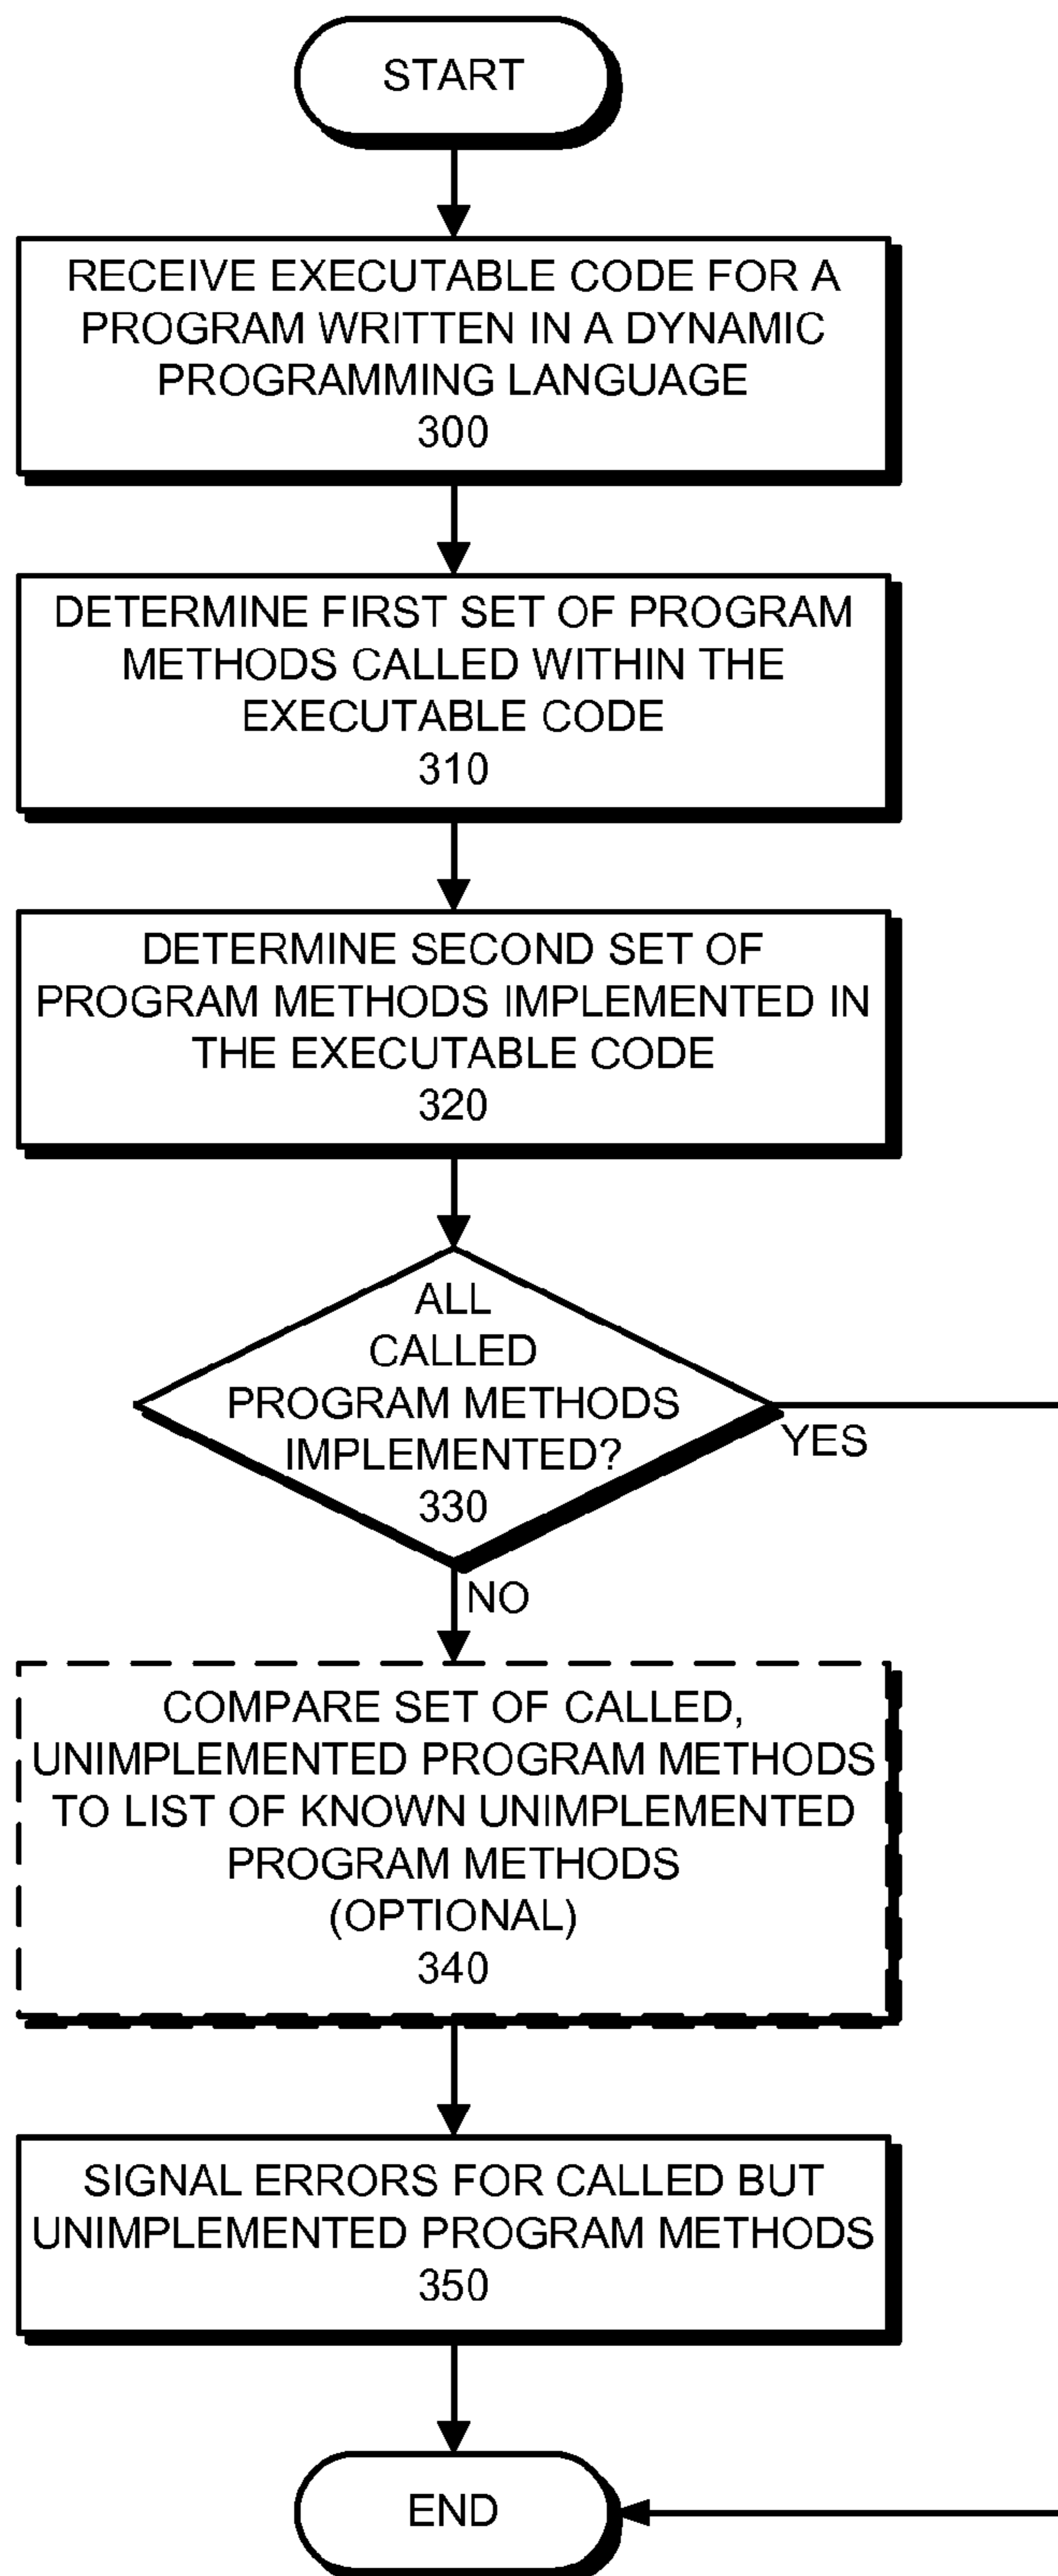 START
RECEIVE EXECUTABLE CODE FOR A
PROGRAM WRITTEN IN A DYNAMIC
PROGRAMMING LANGUAGE
300
DETERMINE FIRST SET OF PROGRAM
METHODS CALLED WITHIN THE
EXECUTABLE CODE
310
DETERMINE SECOND SET OF
PROGRAM METHODS IMPLEMENTED IN
THE EXECUTABLE CODE
320
ALL
CALLED
PROGRAM METHODS
IMPLEMENTED?
330
YES
NO
COMPARE SET OF CALLED,
UNIMPLEMENTED PROGRAM METHODS
TO LIST OF KNOWN UNIMPLEMENTED
PROGRAM METHODS
(OPTIONAL)
340
SIGNAL ERRORS FOR CALLED BUT
UNIMPLEMENTED PROGRAM METHODS
350
END